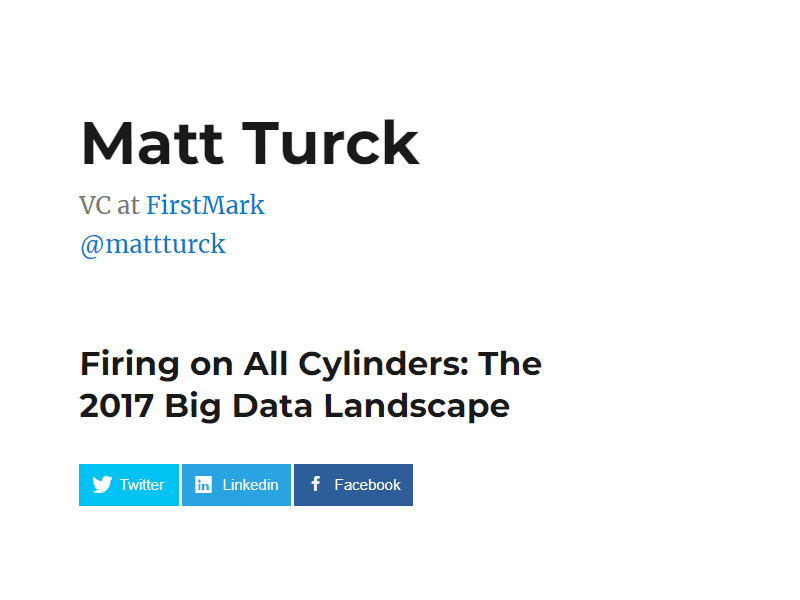 Matt Turck
VC at FirstMark
@mattturck
Firing on All Cylinders: The
2017 Big Data Landscape
Twitter Linkedin Facebook